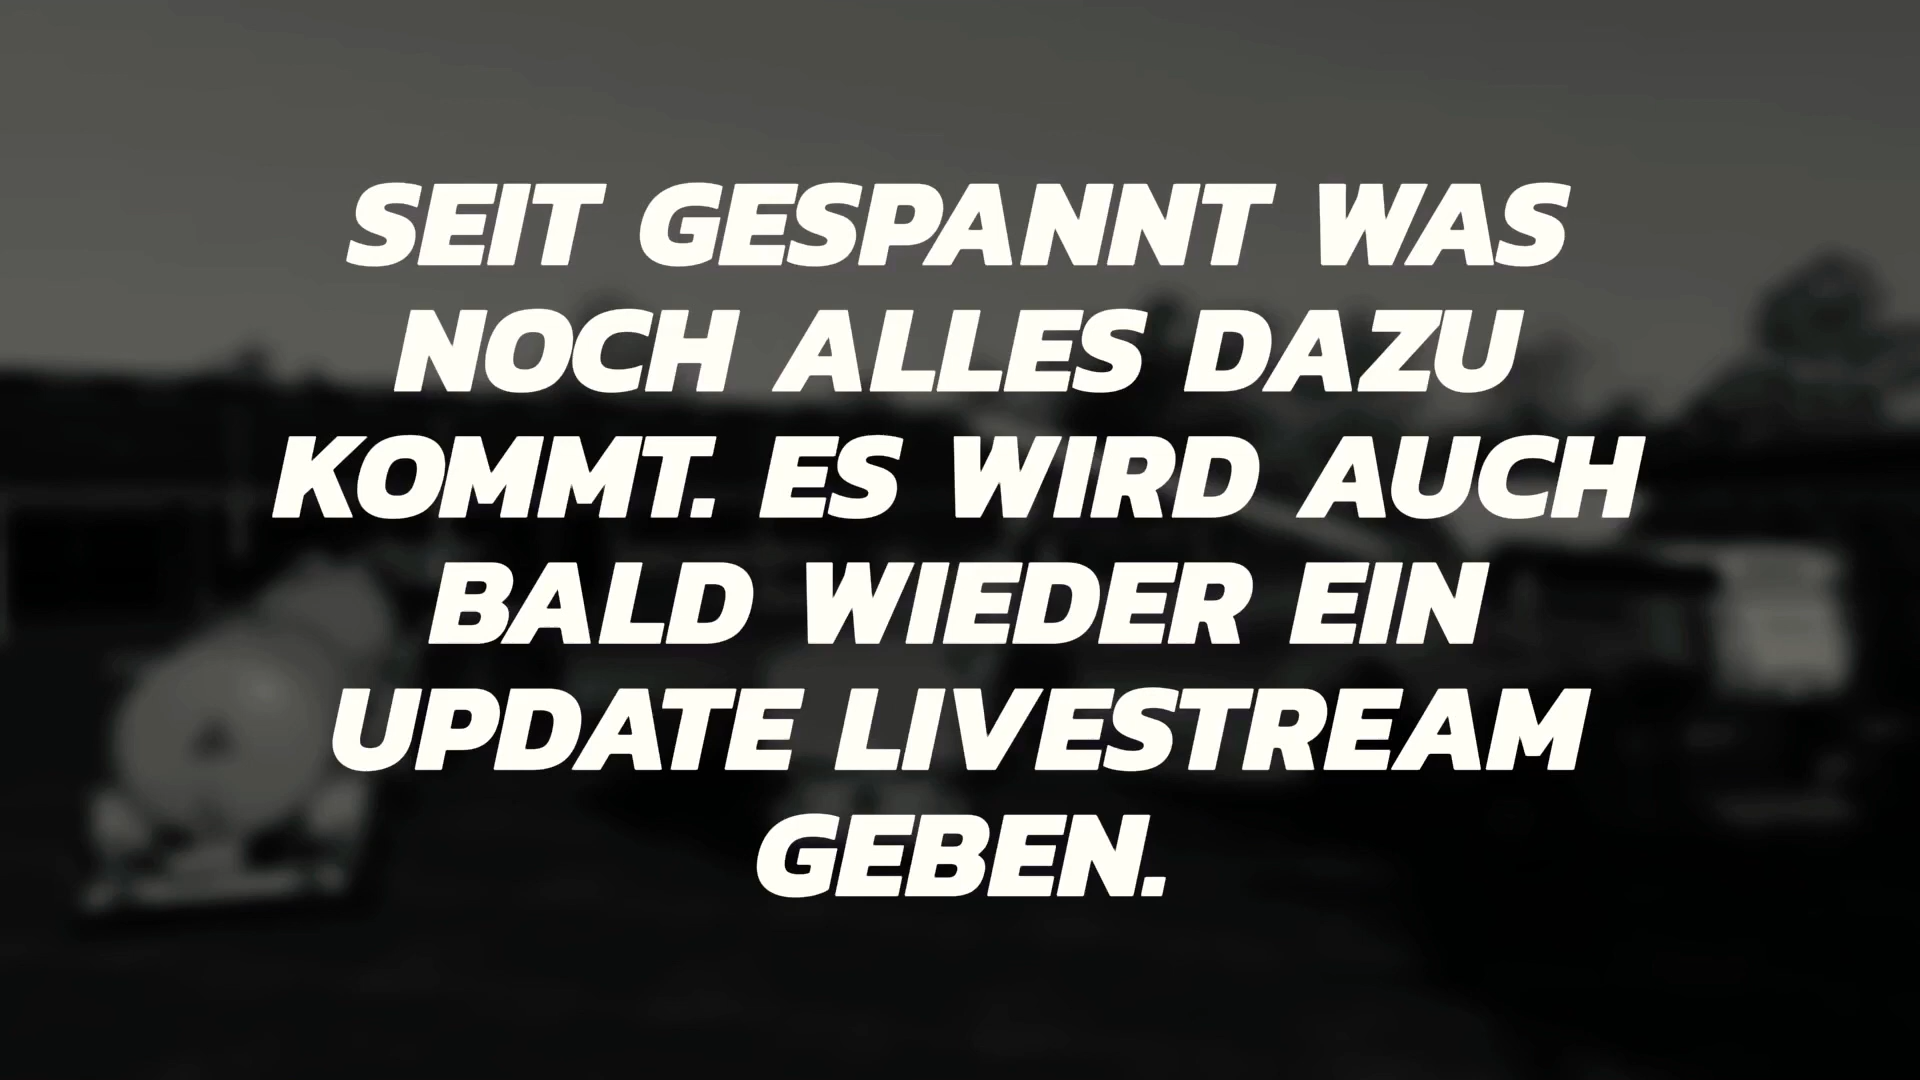 SEIT GESPANNT WAS
NOCH ALLES DAZU
KOMMT. ES WIRD AUCH
BALD WIEDER EIN
UPDATE LIVESTREAM
GEBEN.